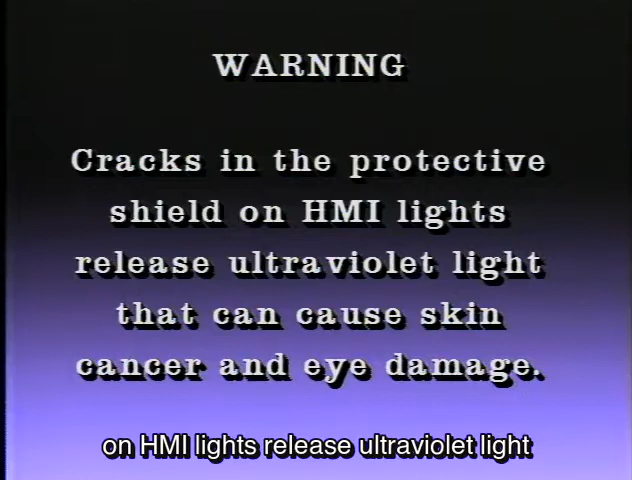 WARNING
Cracks in the protective
shield on HMI lights
release ultraviolet light
that can cause skin
cancer and eye damage.
on HMI lights release ultraviolet light